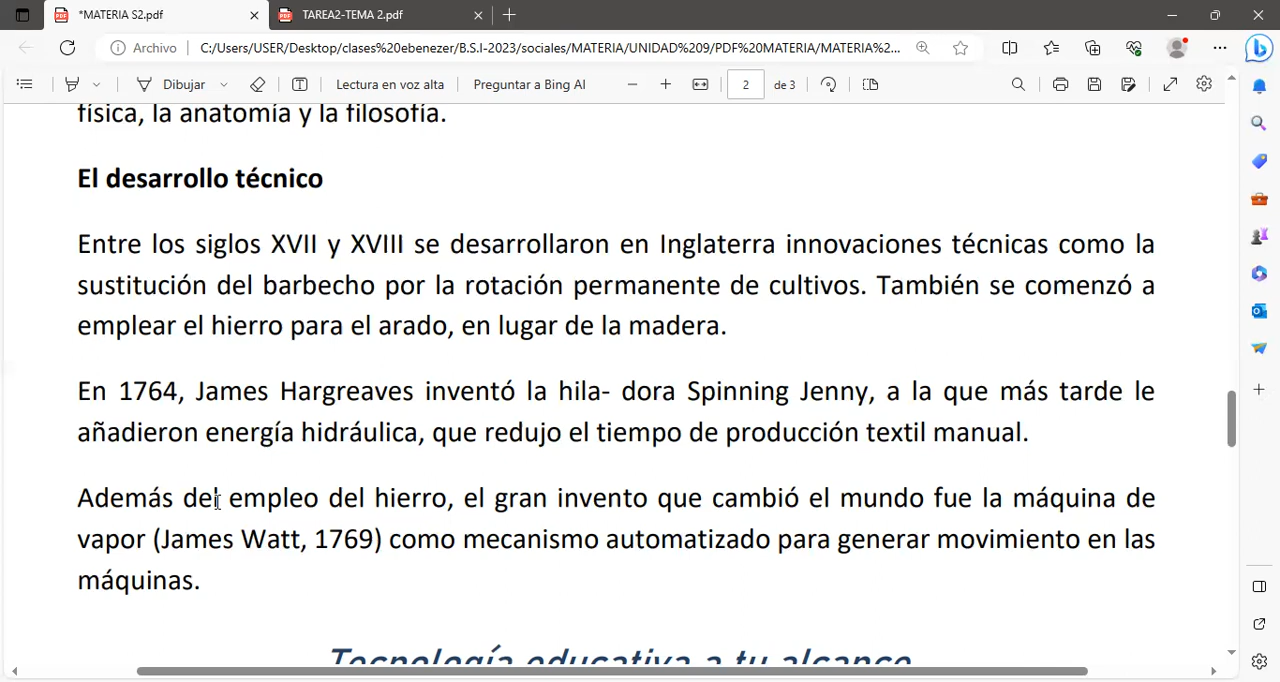 *MATERIA S2.pdf
TAREA2-TEMA 2.pdf
Archivo
C:/Users/USER/Desktop/clases%20ebenezer/B.S.I-2023/sociales/MATERIA/UNIDAD%209/PDF%20MATERIA/MATERIA%2...
Dibujar
Lectura en voz alta
Preguntar a Bing AI
2
de 3
física, la anatomía y la filosofía.
El desarrollo técnico
Entre los siglos XVII y XVIII se desarrollaron en Inglaterra innovaciones técnicas como la
sustitución del barbecho por la rotación permanente de cultivos. También se comenzó a
emplear el hierro para el arado, en lugar de la madera.
En 1764, James Hargreaves inventó la hila- dora Spinning Jenny, a la que más tarde le
añadieron energía hidráulica, que redujo el tiempo de producción textil manual.
Además del empleo del hierro, el gran invento que cambió el mundo fue la máquina de
vapor (James Watt, 1769) como mecanismo automatizado para generar movimiento en las
máquinas.
Tecnología educativa a tu alcance